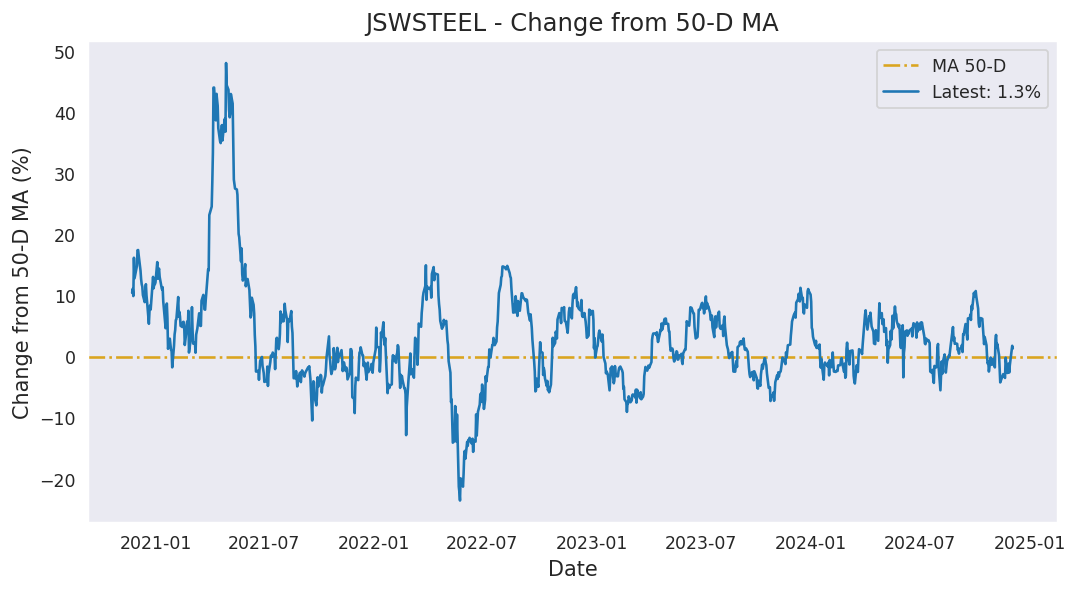 JSWSTEEL - Change from 50-D MA
Change from 50-D MA (%)
50
40
30
20
10
0
−10
−20
MA 50-D
Latest: 1.3%
2021-01 2021-07 2022-01 2022-07 2023-01 2023-07 2024-01 2024-07 2025-01
Date